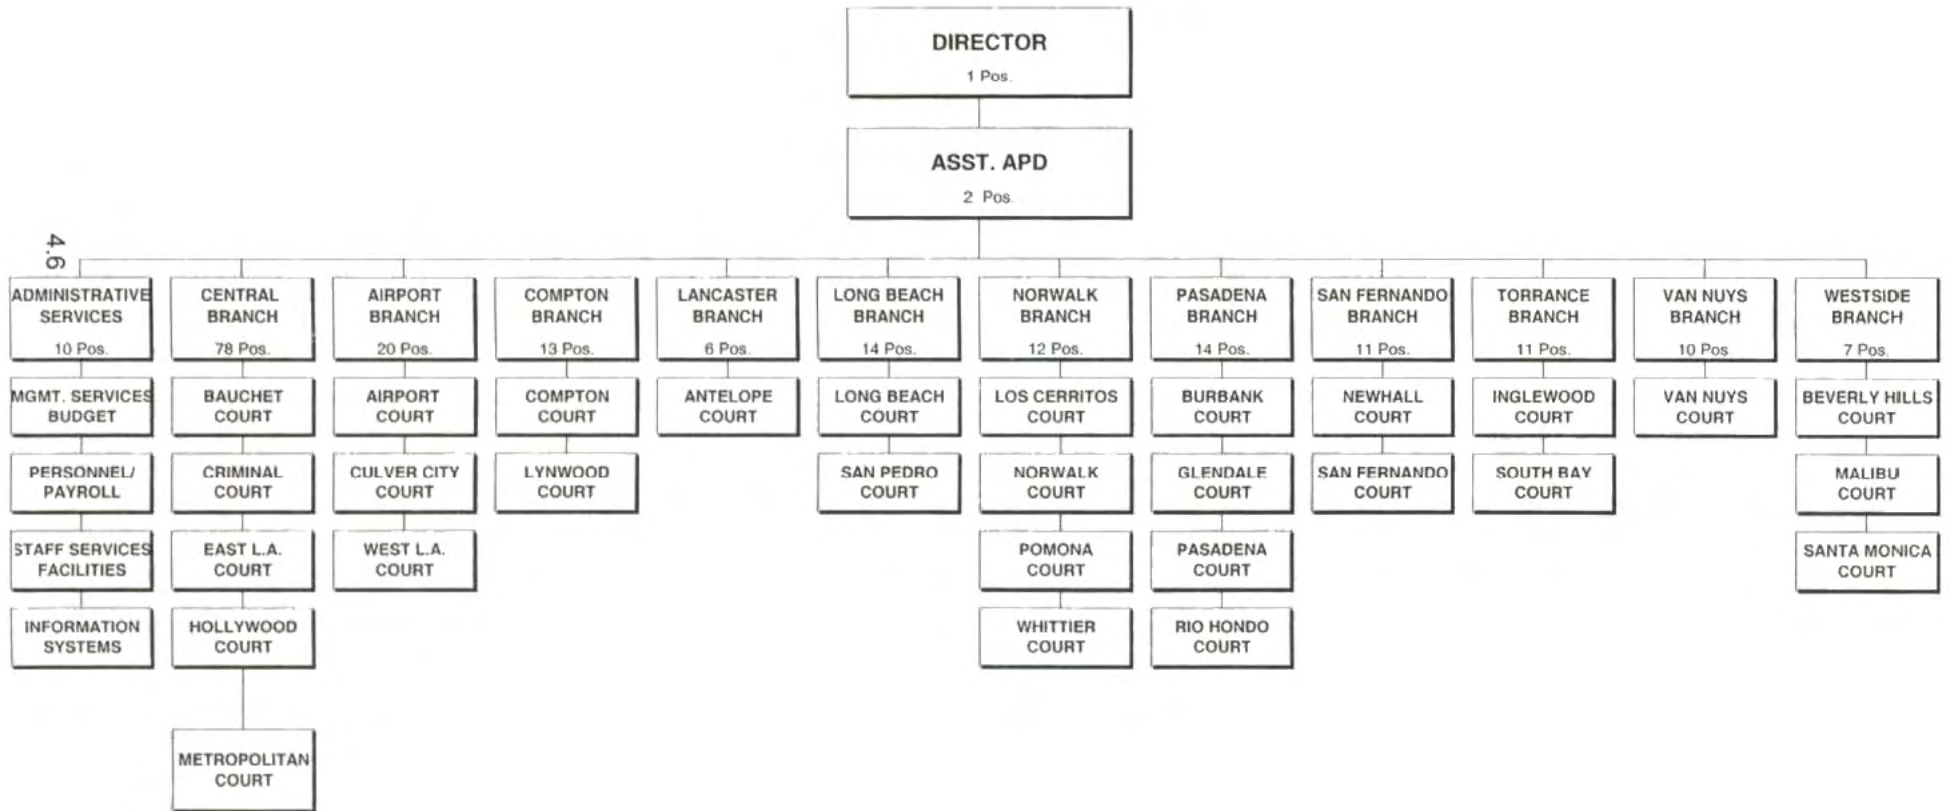 DIRECTOR
1 Pos.
ASST. APD
2 Pos.
4.6
ADMINISTRATIVE
SERVICES
10 Pos.
MGMT. SERVICES
BUDGET
PERSONNEL/
PAYROLL
STAFF SERVICES
FACILITIES
INFORMATION
SYSTEMS
CENTRAL
BRANCH
78 Pos.
BAUCHET
COURT
CRIMINAL
COURT
EAST L.A.
COURT
HOLLYWOOD
COURT
METROPOLITAN
COURT
AIRPORT
BRANCH
20 Pos.
AIRPORT
COURT
CULVER CITY
COURT
WEST L.A.
COURT
COMPTON
BRANCH
13 Pos.
COMPTON
COURT
LYNWOOD
COURT
LANCASTER
BRANCH
6 Pos.
ANTELOPE
COURT
LONG BEACH
BRANCH
14 Pos.
LONG BEACH
COURT
SAN PEDRO
COURT
NORWALK
BRANCH
12 Pos.
LOS CERRITOS
COURT
NORWALK
COURT
POMONA
COURT
WHITTIER
COURT
PASADENA
BRANCH
14 Pos.
BURBANK
COURT
GLENDALE
COURT
PASADENA
COURT
RIO HONDO
COURT
SAN FERNANDO
BRANCH
11 Pos.
NEWHALL
COURT
SAN FERNANDO
COURT
TORRANCE
BRANCH
11 Pos.
INGLEWOOD
COURT
SOUTH BAY
COURT
VAN NUYS
BRANCH
10 Pos
VAN NUYS
COURT
WESTSIDE
BRANCH
7 Pos.
BEVERLY HILLS
COURT
MALIBU
COURT
SANTA MONICA
COURT